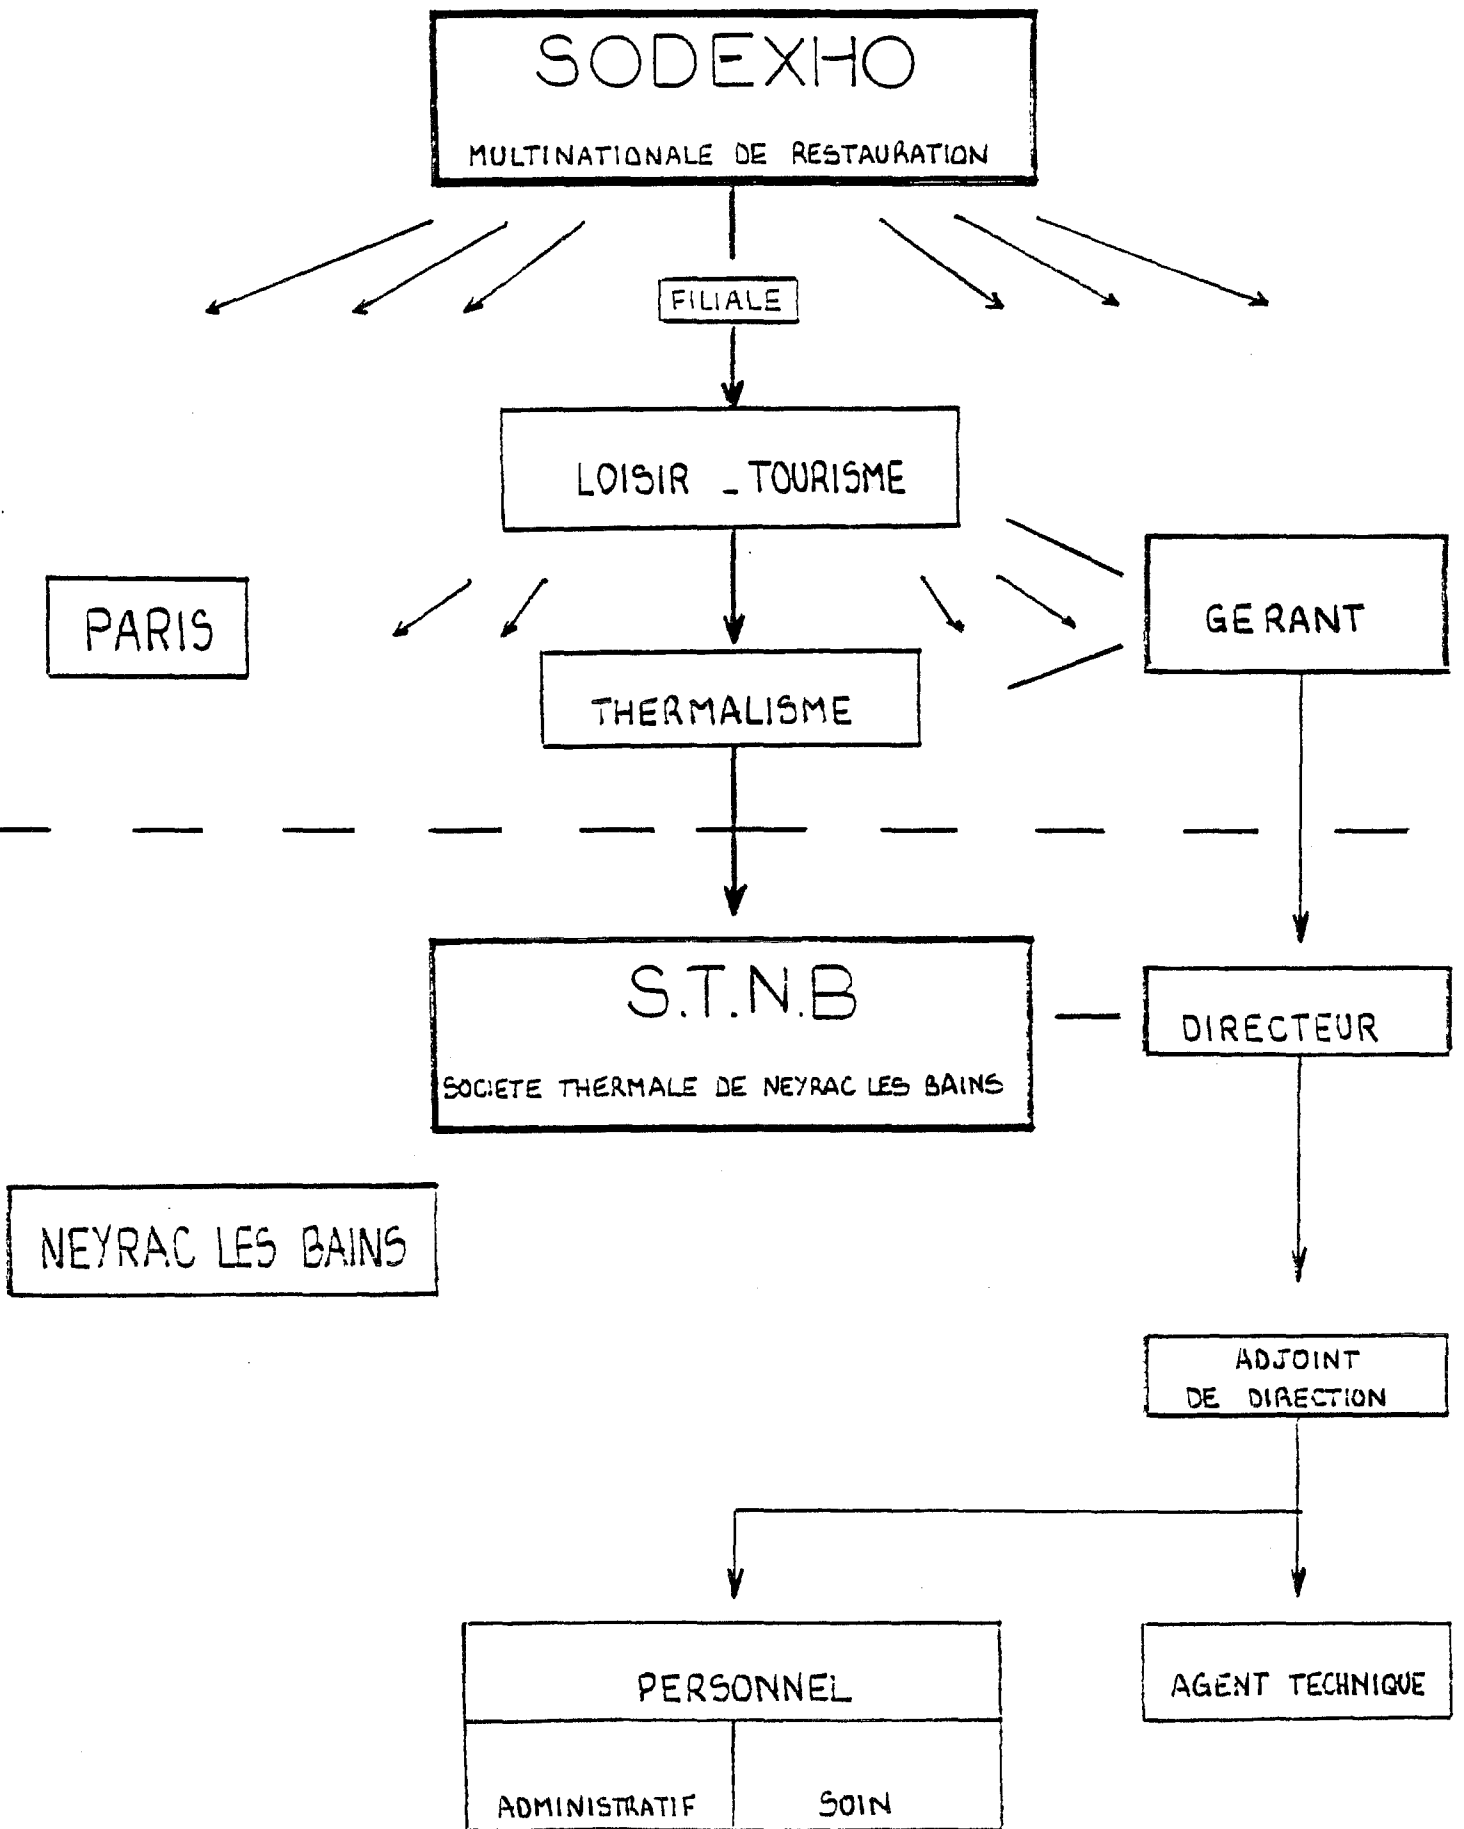 SODEXHO
MULTINATIONALE DE RESTAURATION
FILIALE
LOISIR _ TOURISME
PARIS
GERANT
THERMALISME
S.T.N.B
DIRECTEUR
SOCIETE THERMALE DE NEYRAC LES BAINS
NEYRAC LES BAINS
ADJOINT
DE DIRECTION
PERSONNEL
AGENT TECHNIQUE
ADMINISTRATIF
SOIN